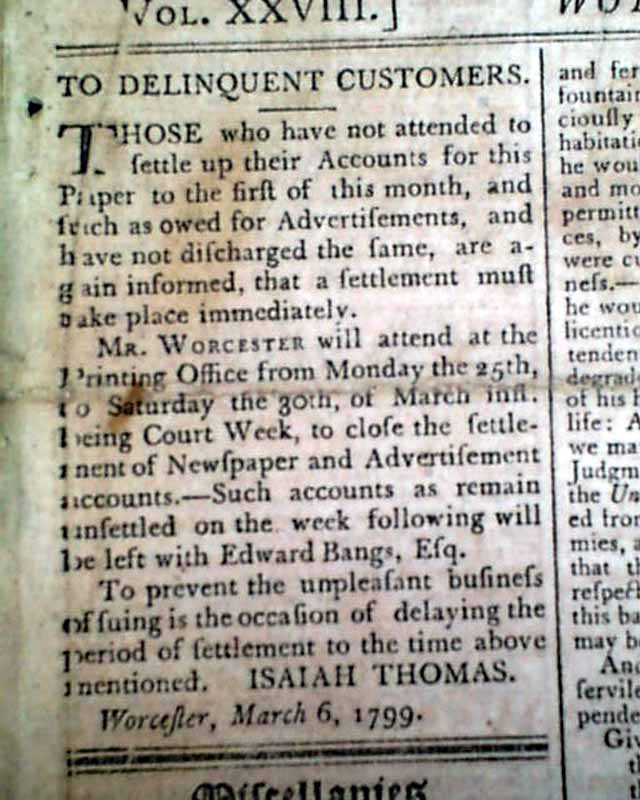 VOL. XXVIII.]
TO DELINQUENT CUSTOMERS.
THOSE who have not attended to
ſettle up their Accounts for this
Paper to the firſt of this month, and
ſuch as owed for Advertiſements, and
have not diſcharged the ſame, are a-
gain informed, that a ſettlement muſt
take place immediately.
MR. WORCESTER will attend at the
Printing Office from Monday the 25th,
to Saturday the 30th, of March inſt.
being Court Week, to cloſe the ſettle-
ment of Newſpaper and Advertiſement
accounts.—Such accounts as remain
unſettled on the week following will
be left with Edward Bangs, Eſq.
To prevent the unpleaſant buſineſs
of ſuing is the occaſion of delaying the
period of ſettlement to the time above
mentioned. ISAIAH THOMAS.
Worceſter, March 6, 1799.
Miſcellanies
and fer
fountain
ciouſly
habitati
he wou
and mo
permitt
ces, by
were cu
neſs.—
he wou
licentio
tenden
degrad
of his h
life: A
we ma
Judgm
the Un
ed from
mies, a
that th
reſpect
this ba
may b
And
ſervile
pende
Giv